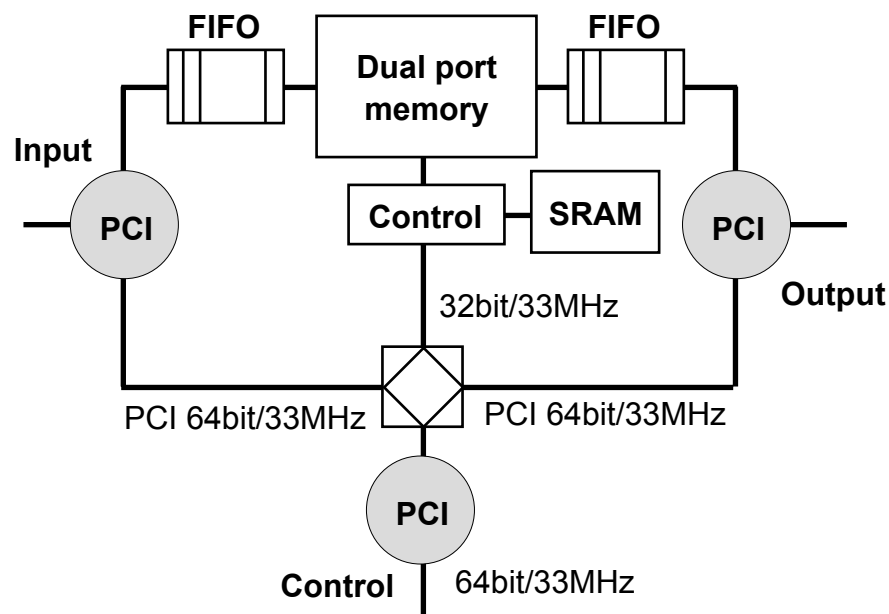 FIFO
FIFO
Dual port
memory
Input
PCI
Control
SRAM
PCI
Output
32bit/33MHz
PCI 64bit/33MHz
PCI 64bit/33MHz
PCI
Control
64bit/33MHz